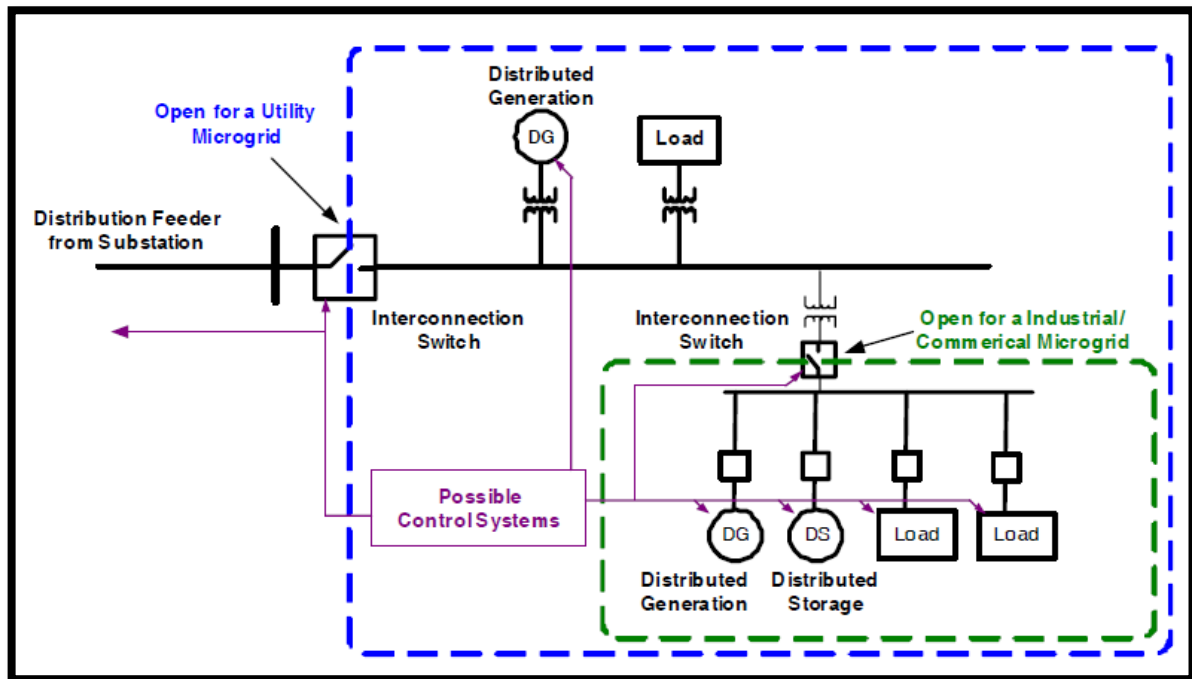 Distributed
Generation
DG
Load
Open for a Utility
Microgrid
Distribution Feeder
from Substation
Interconnection
Switch
Interconnection
Switch
Open for a Industrial/
Commerical Microgrid
Possible
Control Systems
DG
DS
Load
Load
Distributed
Generation
Distributed
Storage